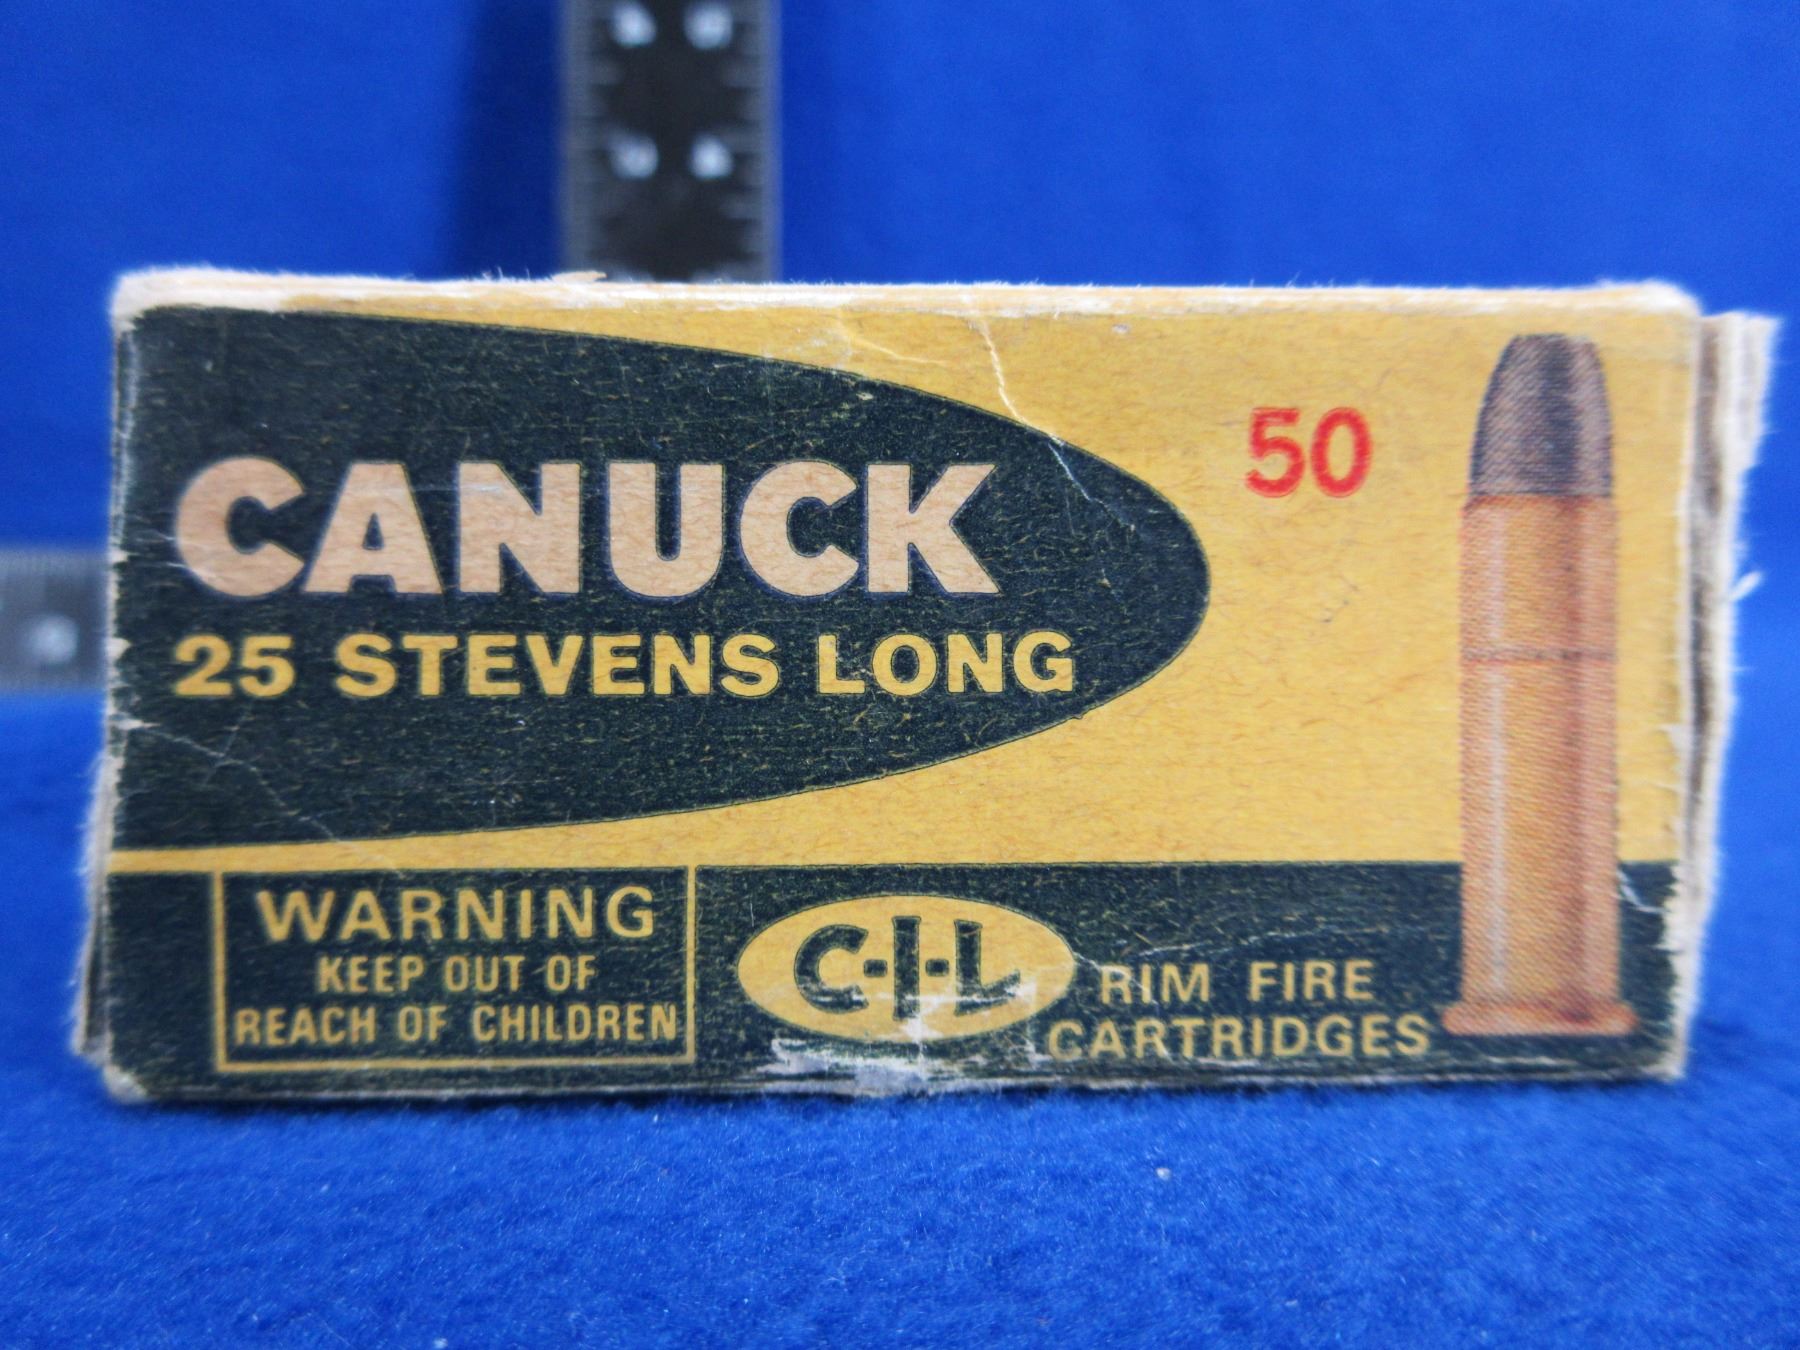 50
CANUCK
25 STEVENS LONG
WARNING
KEEP OUT OF
REACH OF CHILDREN
C-I-L
RIM FIRE
CARTRIDGES